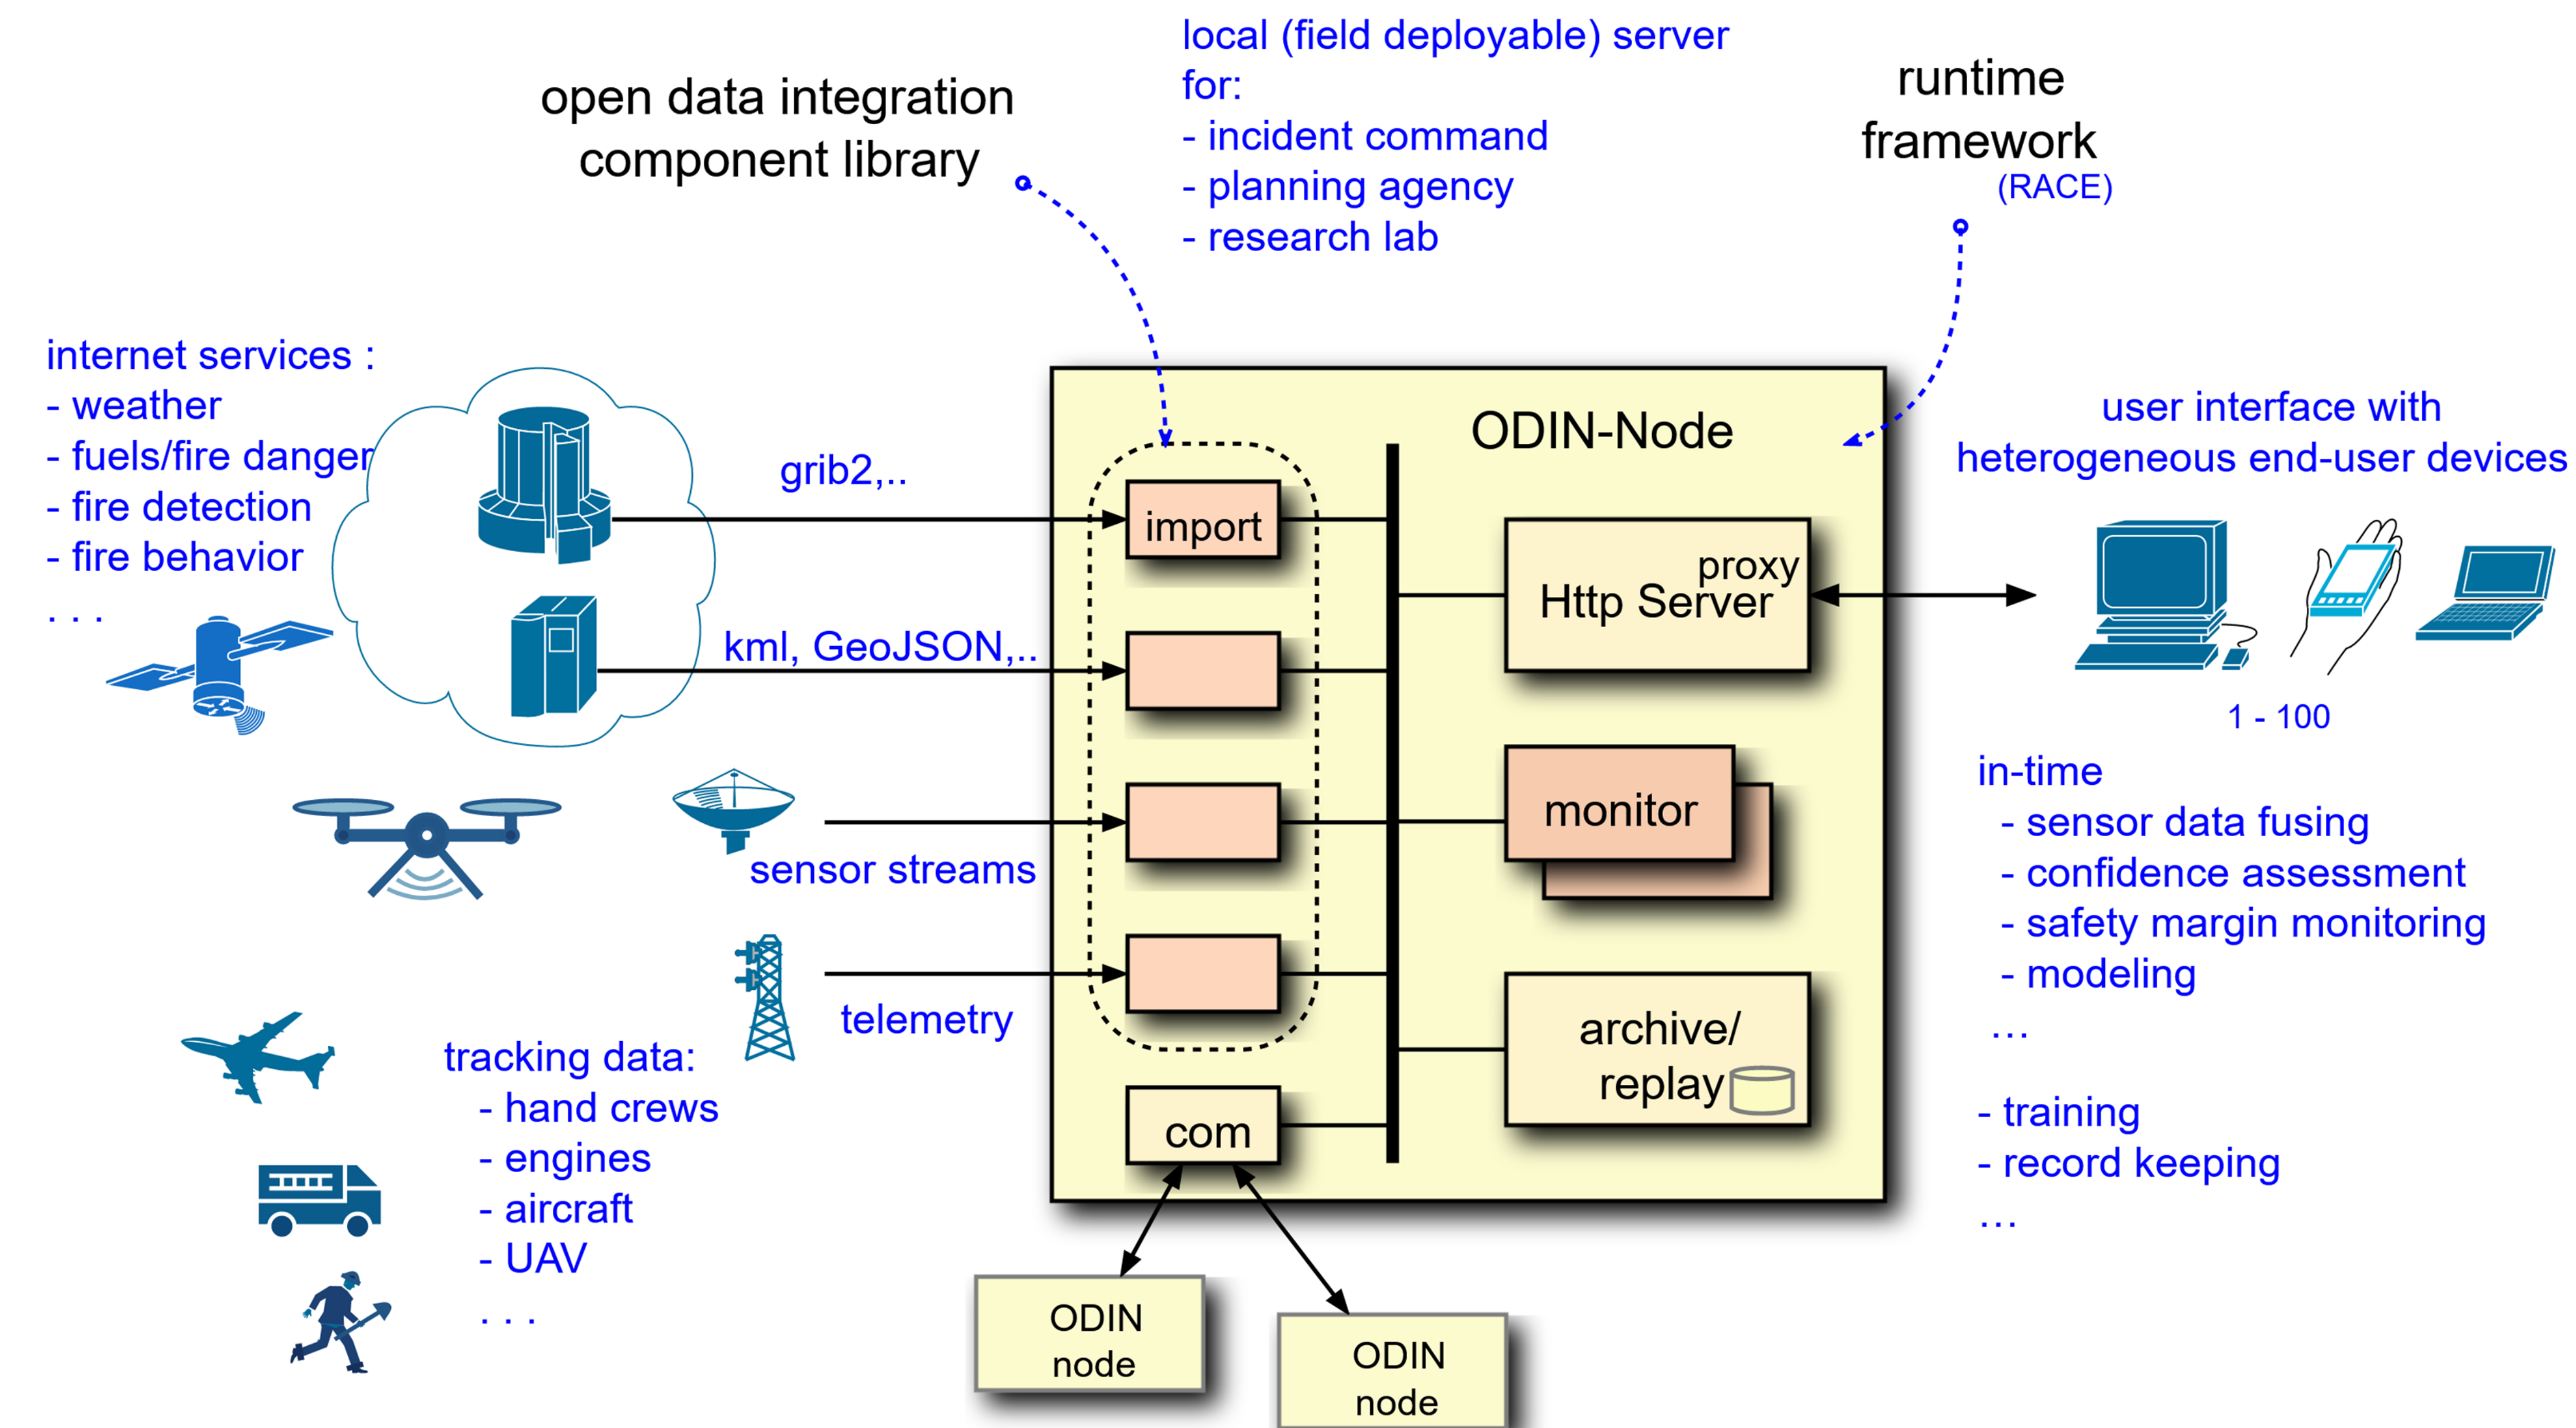 local (field deployable) server
for:
- incident command
- planning agency
- research lab
open data integration
component library
runtime
framework
(RACE)
internet services :
- weather
- fuels/fire danger
- fire detection
- fire behavior
. . .
grib2,..
kml, GeoJSON,..
sensor streams
telemetry
tracking data:
- hand crews
- engines
- aircraft
- UAV
. . .
ODIN-Node
import
com
proxy
Http Server
monitor
archive/
replay
ODIN
node
ODIN
node
user interface with
heterogeneous end-user devices
1 - 100
in-time
- sensor data fusing
- confidence assessment
- safety margin monitoring
- modeling
...
- training
- record keeping
...